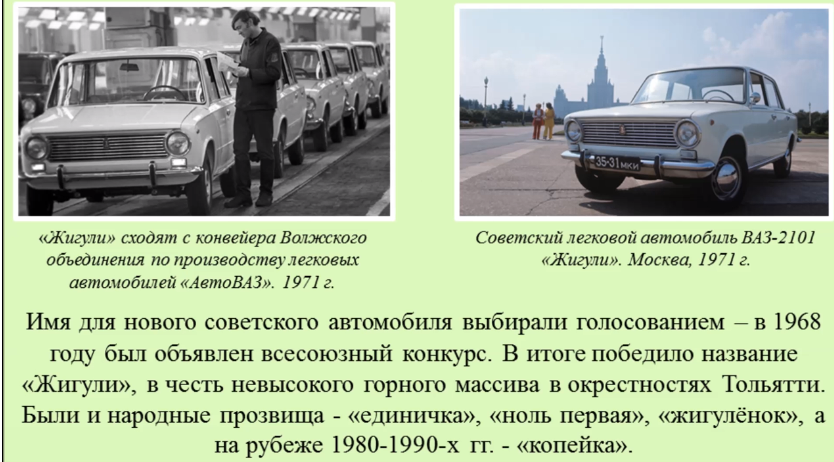 «Жигули» сходят с конвейера Волжского
объединения по производству легковых
автомобилей «АвтоВАЗ». 1971 г.
35-31 МКИ
Советский легковой автомобиль ВАЗ-2101
«Жигули». Москва, 1971 г.
Имя для нового советского автомобиля выбирали голосованием – в 1968
году был объявлен всесоюзный конкурс. В итоге победило название
«Жигули», в честь невысокого горного массива в окрестностях Тольятти.
Были и народные прозвища - «единичка», «ноль первая», «жигулёнок», а
на рубеже 1980-1990-х гг. - «копейка».